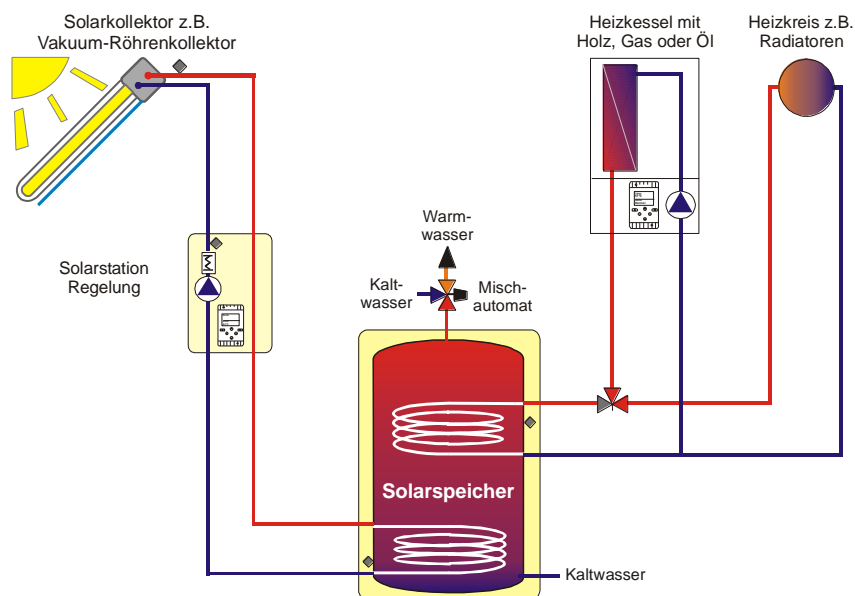 Solarkollektor z.B.
Vakuum-Röhrenkollektor
Heizkessel mit
Holz, Gas oder Öl
Heizkreis z.B.
Radiatoren
Solarstation
Regelung
Warm-
wasser
Kalt-
wasser
Misch-
automat
Solarspeicher
Kaltwasser